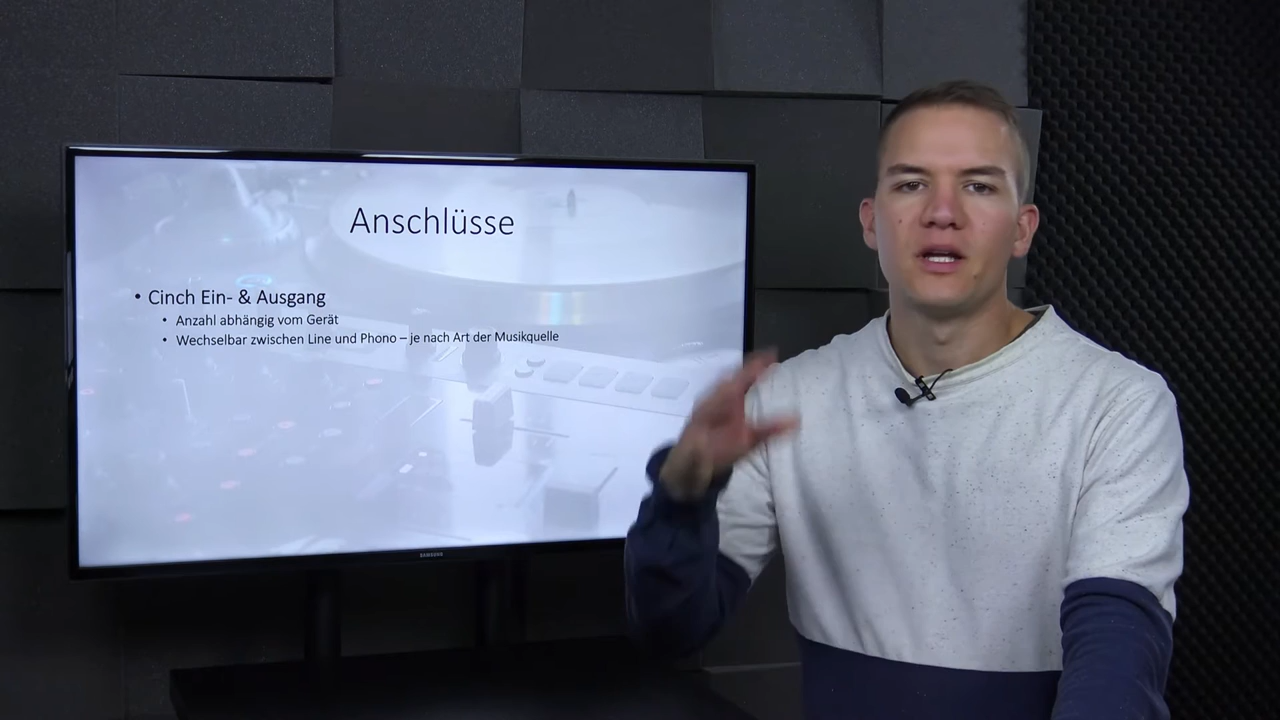 Anschlüsse
• Cinch Ein- & Ausgang
• Anzahl abhängig vom Gerät
• Wechselbar zwischen Line und Phono – je nach Art der Musikquelle
SAMSUNG